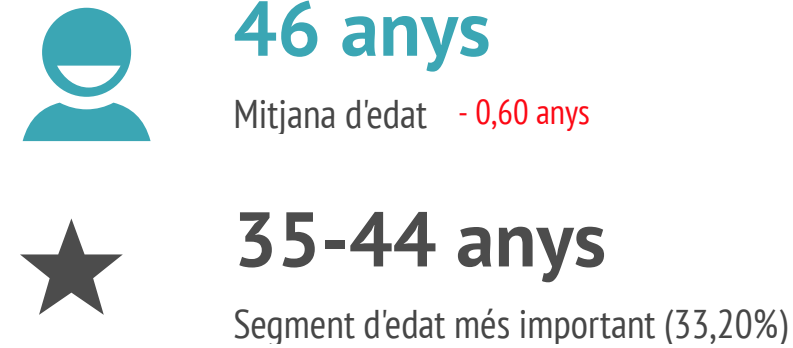 46 anys
Mitjana d'edat - 0,60 anys
35-44 anys
Segment d'edat més important (33,20%)